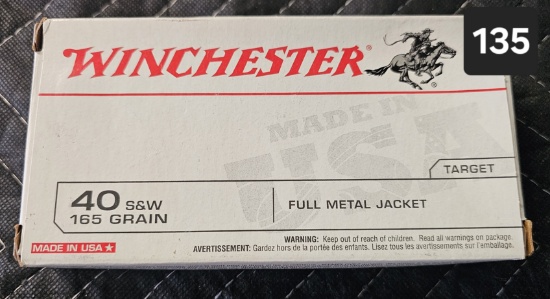 135
WINCHESTER®
MADE IN
USA
TARGET
40 S&W
165 GRAIN
FULL METAL JACKET
WARNING: Keep out of reach of children. Read all warnings on package.
MADE IN USA ★
AVERTISSEMENT: Gardez hors de la portée des enfants. Lisez tous les avertissements sur l'emballage.